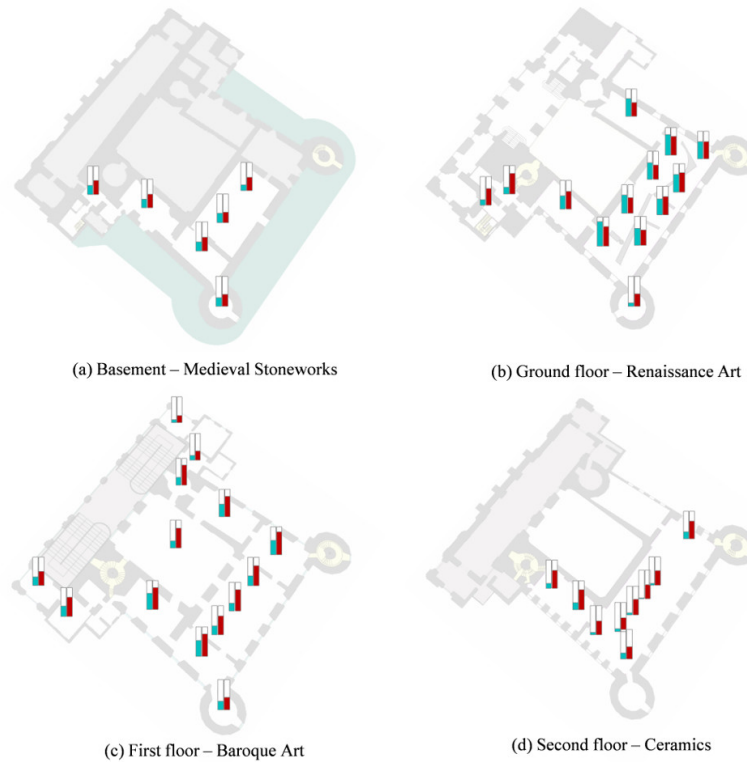 (a) Basement – Medieval Stoneworks
(b) Ground floor – Renaissance Art
(c) First floor – Baroque Art
(d) Second floor – Ceramics